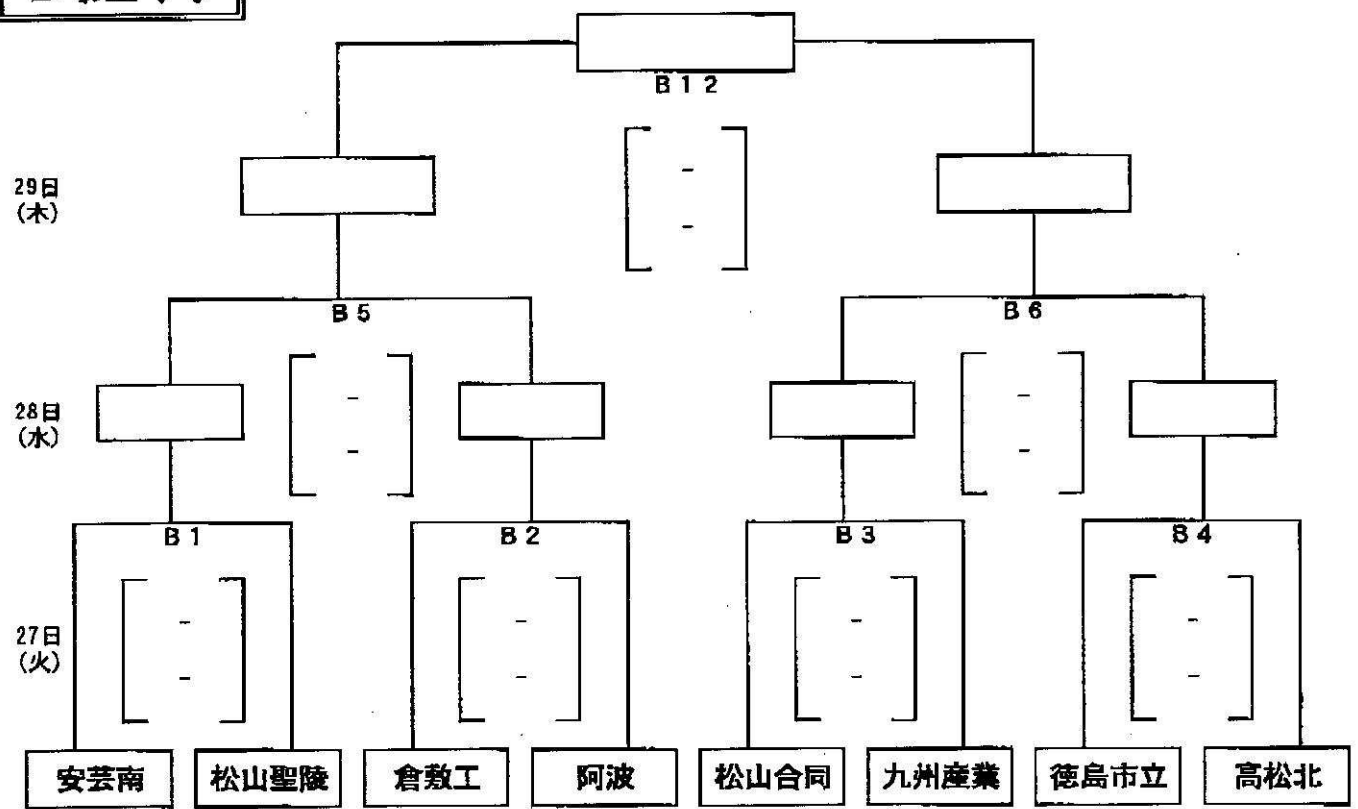 B12
29日
(木)
-
-
B5
B6
28日
(水)
-
-
-
-
B1
B2
B3
B4
27日
(火)
-
-
-
-
-
-
-
-
安芸南
松山聖陵
倉敷工
阿波
松山合同
九州産業
徳島市立
高松北